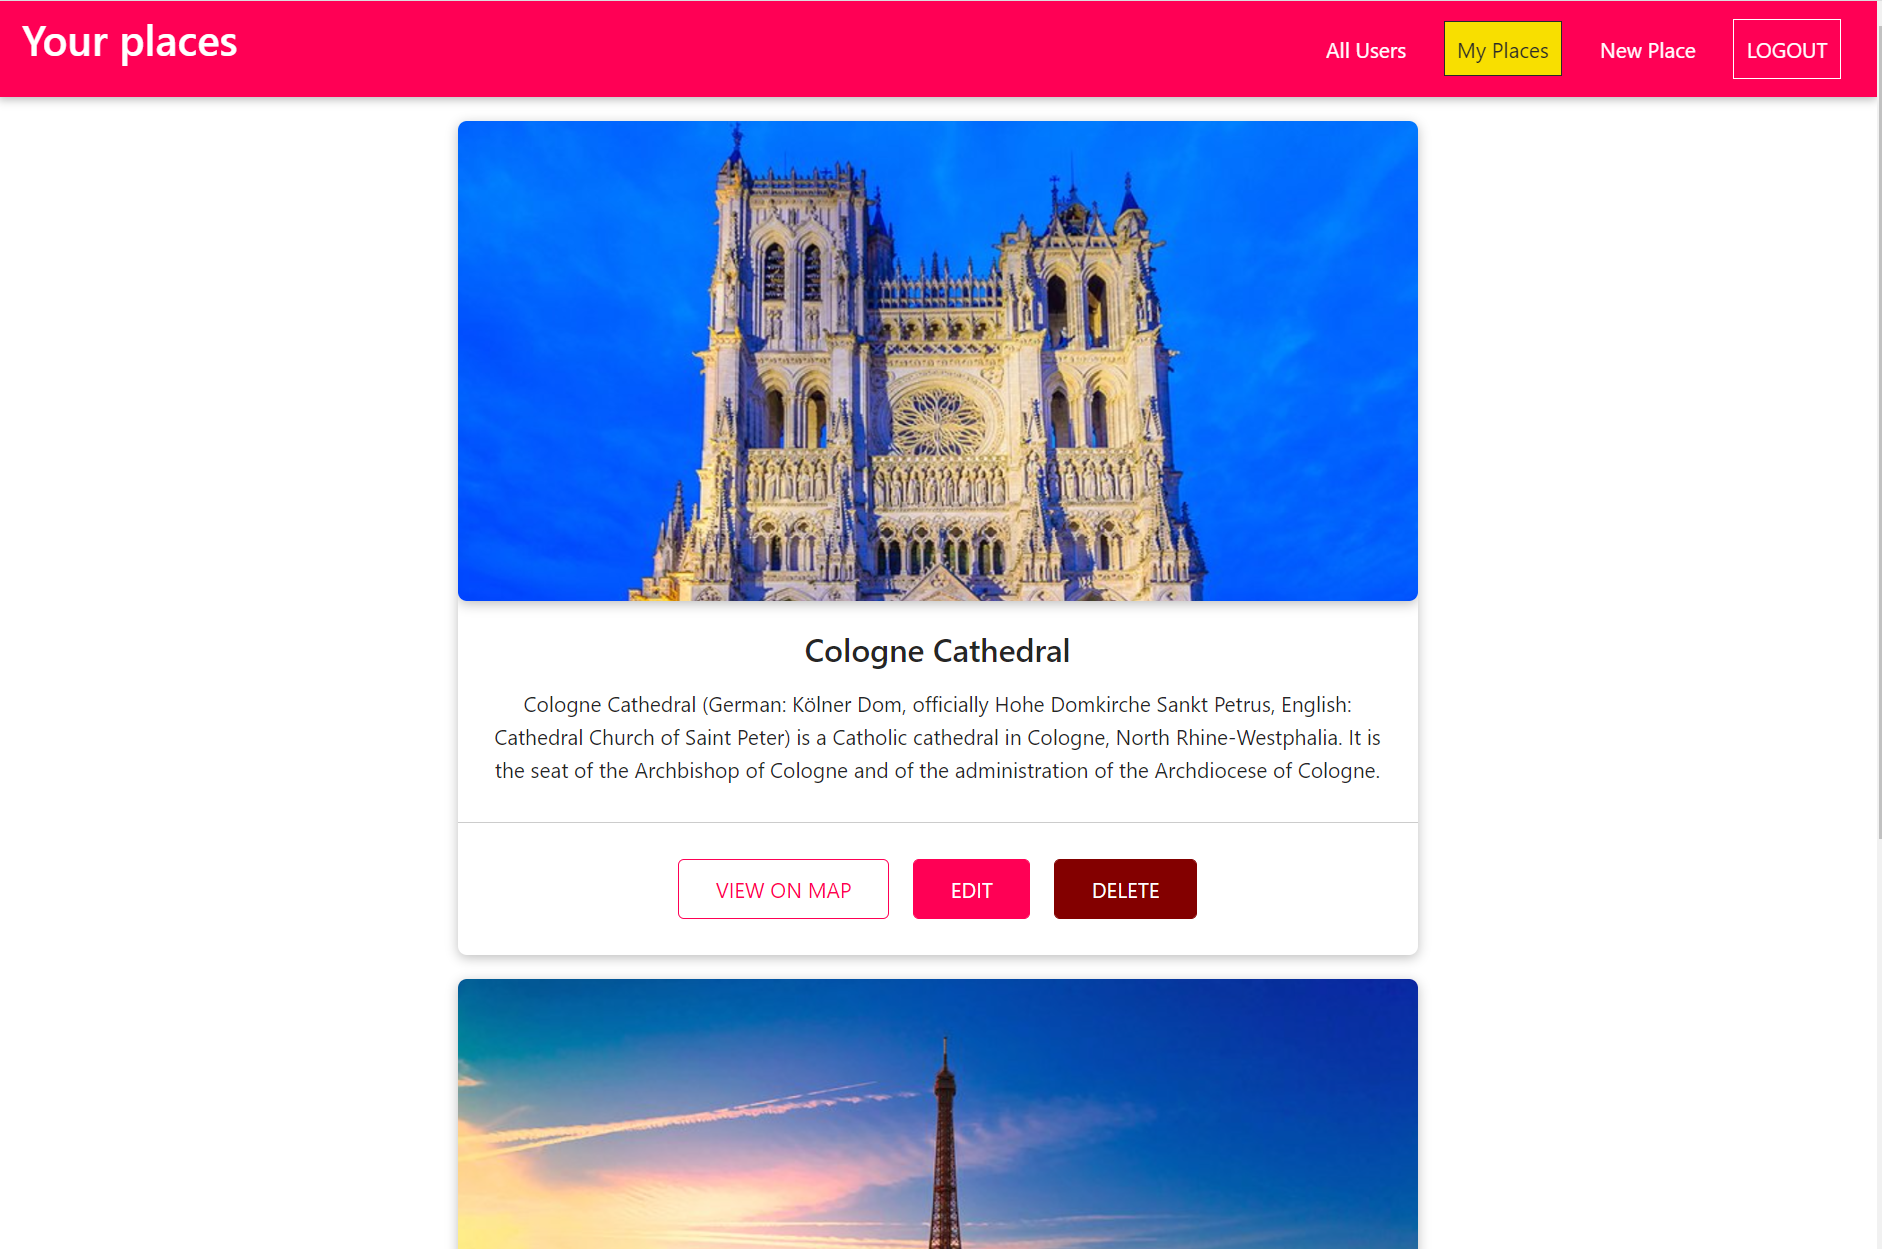 Your places
All Users
My Places
New Place
LOGOUT
Cologne Cathedral
Cologne Cathedral (German: Kölner Dom, officially Hohe Domkirche Sankt Petrus, English:
Cathedral Church of Saint Peter) is a Catholic cathedral in Cologne, North Rhine-Westphalia. It is
the seat of the Archbishop of Cologne and of the administration of the Archdiocese of Cologne.
VIEW ON MAP
EDIT
DELETE